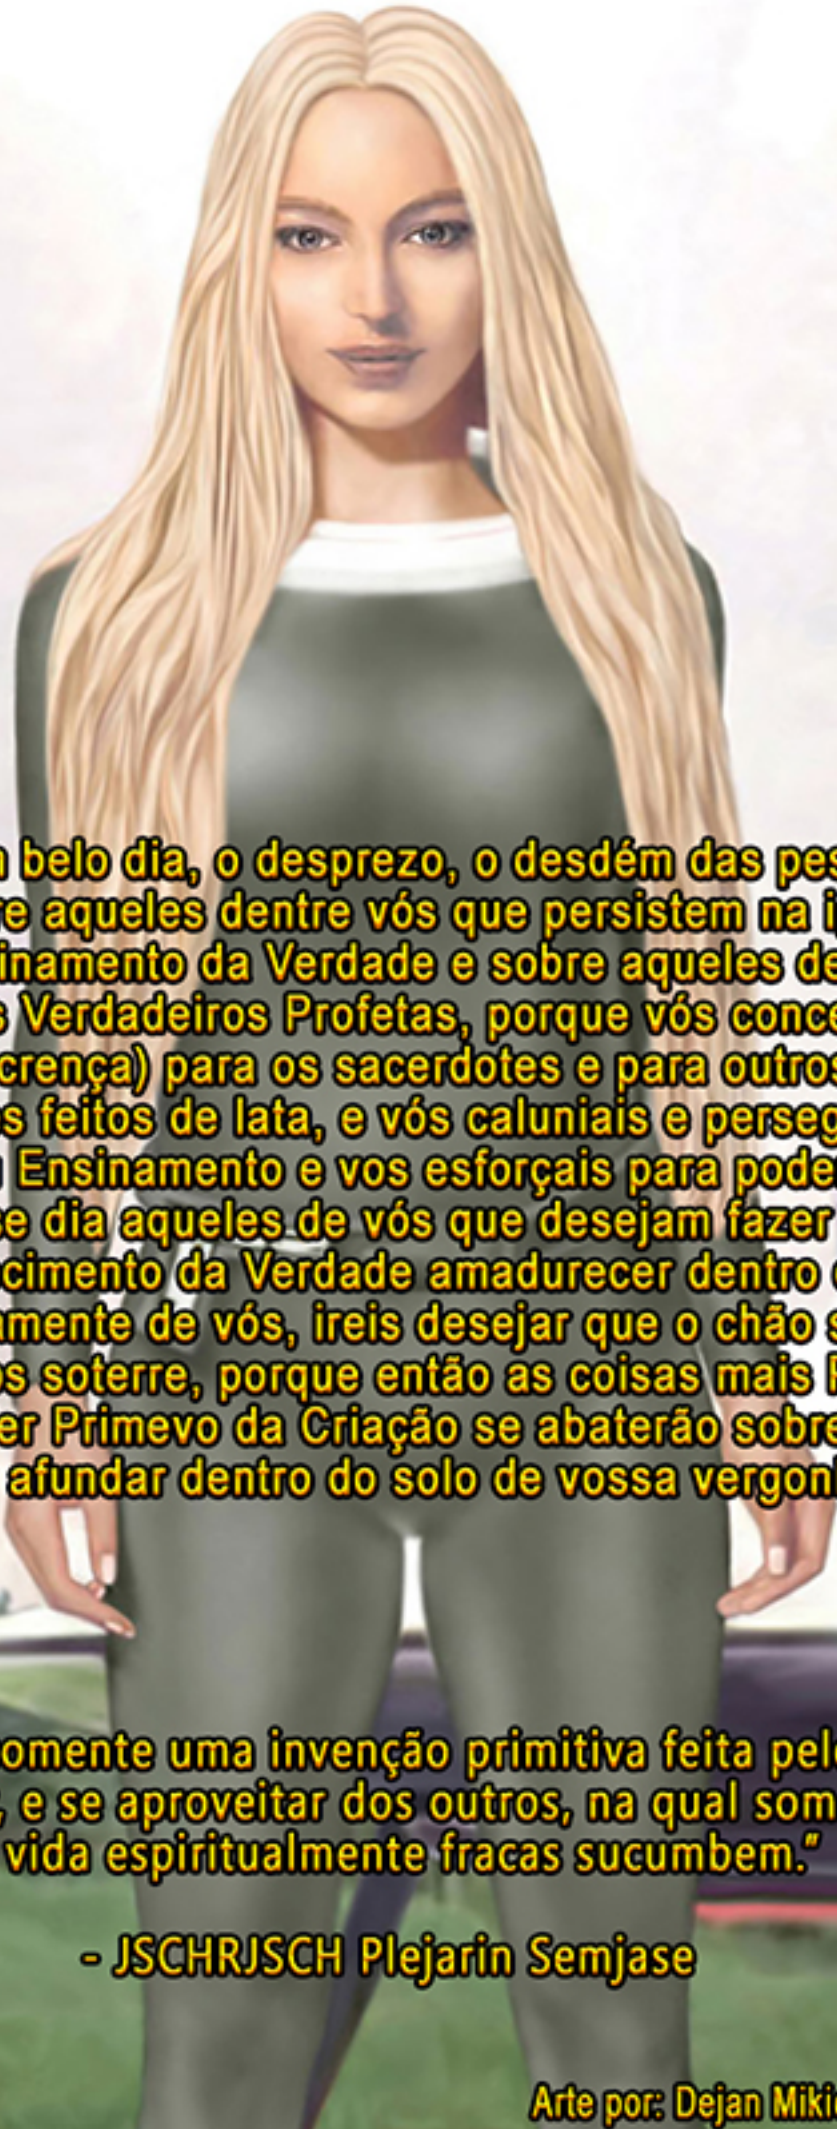 belo dia, o desprezo, o desdém das pes
re aqueles dentre vós que persistem na i
inamento da Verdade e sobre aqueles de
s Verdadeiros Profetas, porque vós conce
crença) para os sacerdotes e para outros
s feitos de lata, e vós caluniais e perseg
Ensinamento e vos esforçais para pode
e dia aqueles de vós que desejam fazer
cimento da Verdade amadurecer dentro
amente de vós, ireis desejar que o chão s
os soterre, porque então as coisas mais
er Primevo da Criação se abaterão sobre
afundar dentro do solo de vossa vergon
omente uma invenção primitiva feita pel
, e se aproveitar dos outros, na qual som
vida espiritualmente fracas sucumbem.”
- JSCHRJSCH Plejarin Semjase
Arte por: Dejan Miki